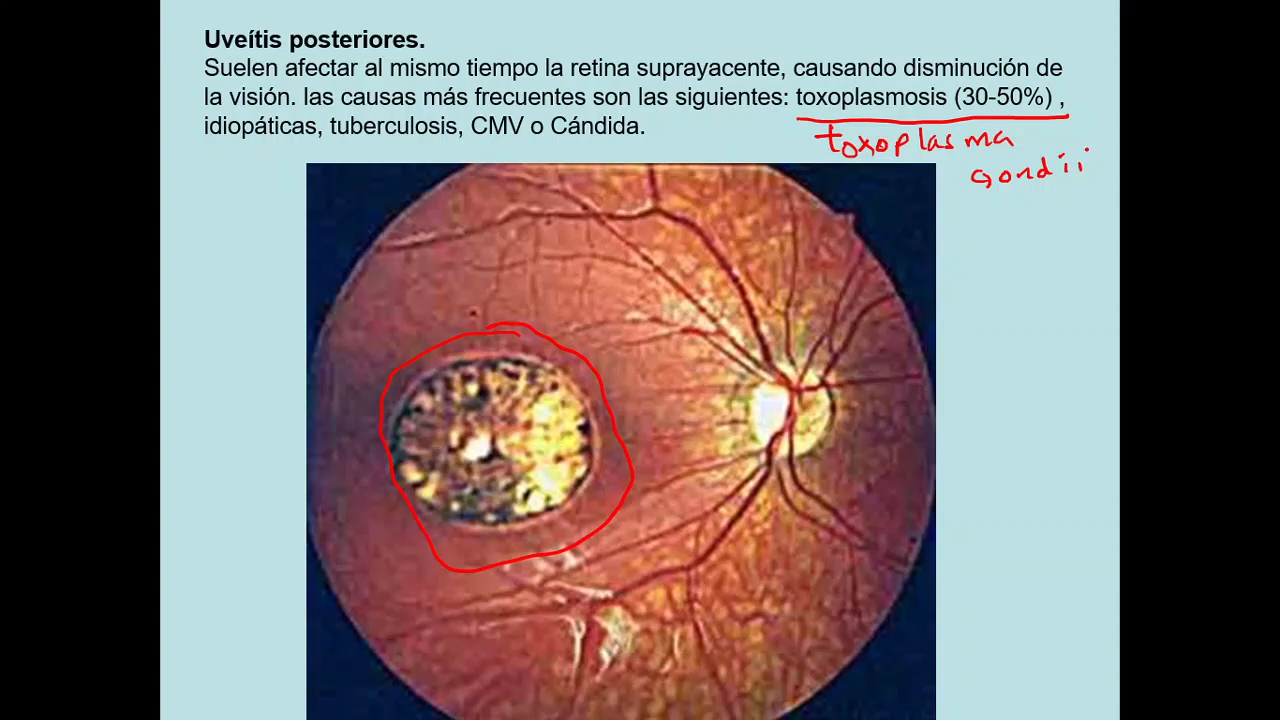 Uveítis posteriores.
Suelen afectar al mismo tiempo la retina suprayacente, causando disminución de
la visión. las causas más frecuentes son las siguientes: toxoplasmosis (30-50%) ,
idiopáticas, tuberculosis, CMV o Cándida.
toxoplasma
Gondii